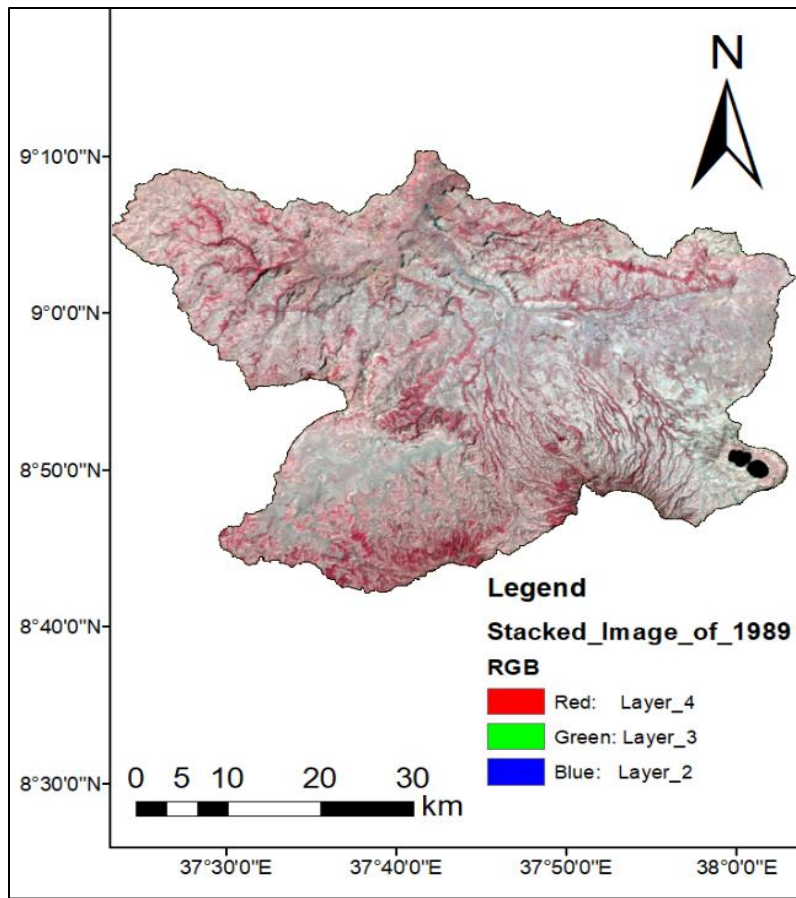 N
9°10'0"N
9°0'0"N
8°50'0"N
8°40'0"N
8°30'0"N
Legend
Stacked_Image_of_1989
RGB
Red: Layer_4
Green: Layer_3
Blue: Layer_2
0 5 10 20 30
km
37°30'0"E 37°40'0"E 37°50'0"E 38°0'0"E